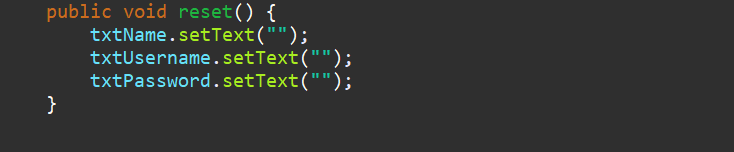 public void reset() {
txtName.setText("");
txtUsername.setText("");
txtPassword.setText("");
}